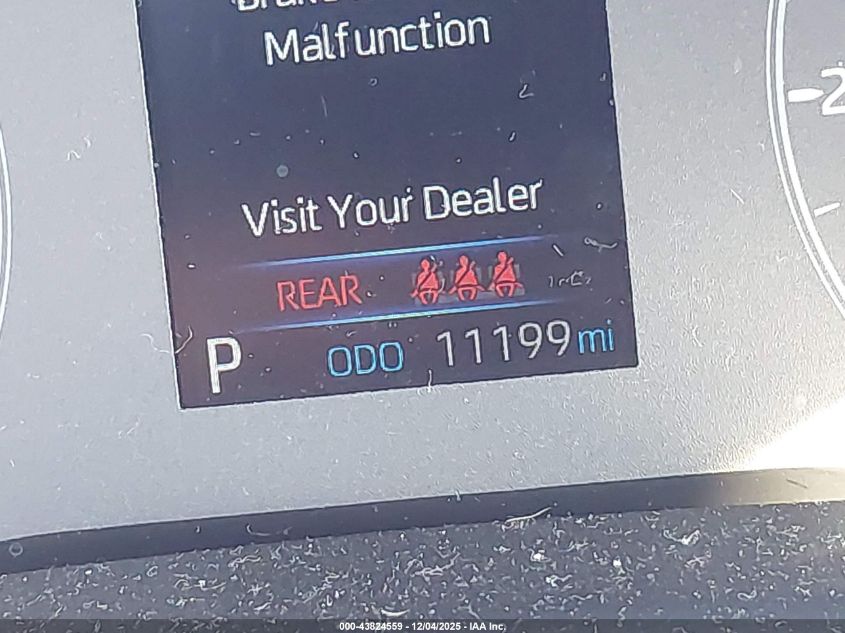 Malfunction
Visit Your Dealer
REAR
P ODO 11199 mi
000-43824559 - 12/04/2025 - IAA Inc.